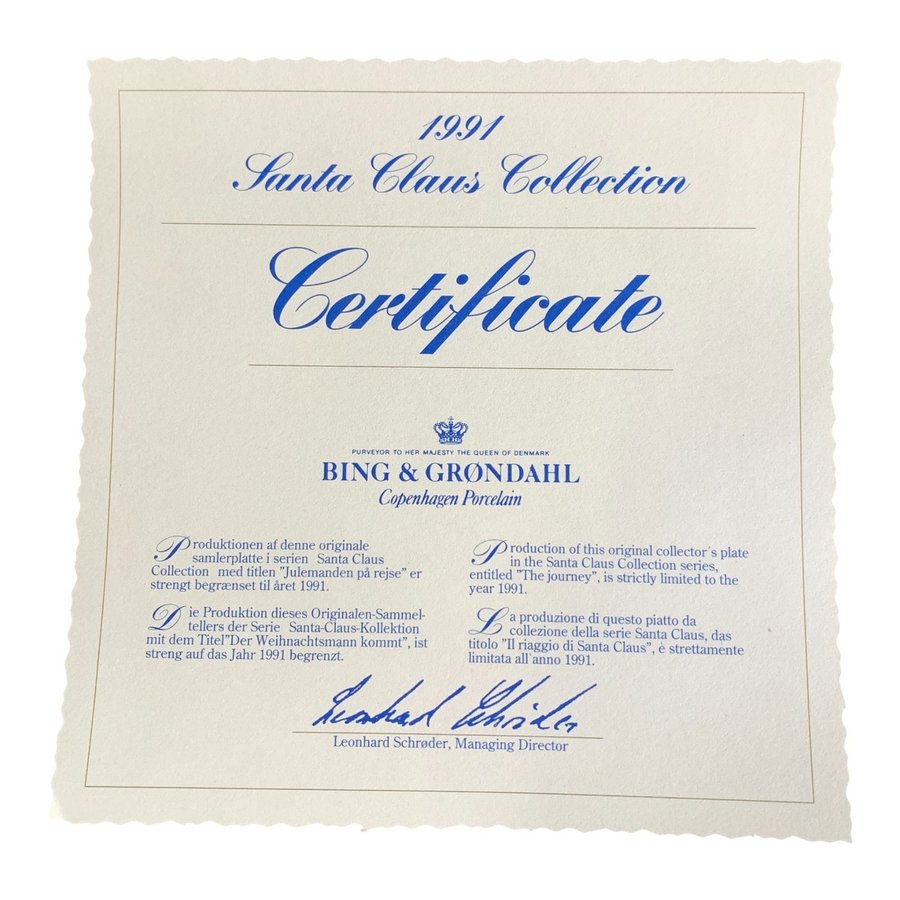 1991
Santa Claus Collection
Certificate
PURVEYOR TO HER MAJESTY THE QUEEN OF DENMARK
BING & GRØNDAHL
Copenhagen Porcelain
Produktionen af denne originale
samlerplatte i serien Santa Claus
Collection med titlen "Julemanden på rejse" er
strengt begrænset til året 1991.
Die Produktion dieses Originalen-Sammel-
tellers der Serie Santa-Claus-Kollektion
mit dem Titel"Der Weihnachtsmann kommt", ist
streng auf das Jahr 1991 begrenzt.
Production of this original collector's plate
in the Santa Claus Collection series,
entitled "The journey", is strictly limited to the
year 1991.
La produzione di questo piatto da
collezione della serie Santa Claus, das
titolo "Il riaggio di Santa Claus", è strettamente
limitata all'anno 1991.
Leonhard Schrøder
Leonhard Schrøder, Managing Director